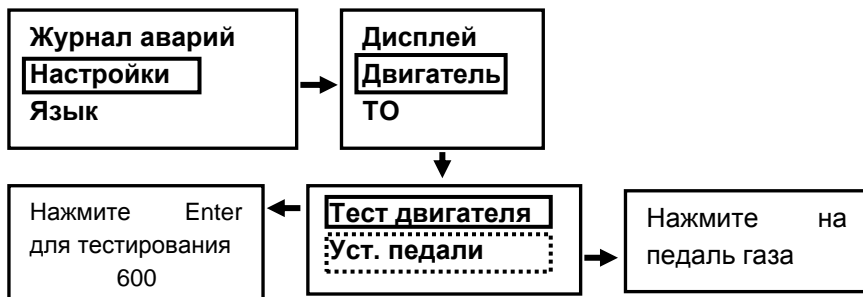 Журнал аварий
Настройки
Язык
Дисплей
Двигатель
ТО
Нажмите Enter
для тестирования
600
Тест двигателя
Уст. педали
Нажмите на
педаль газа